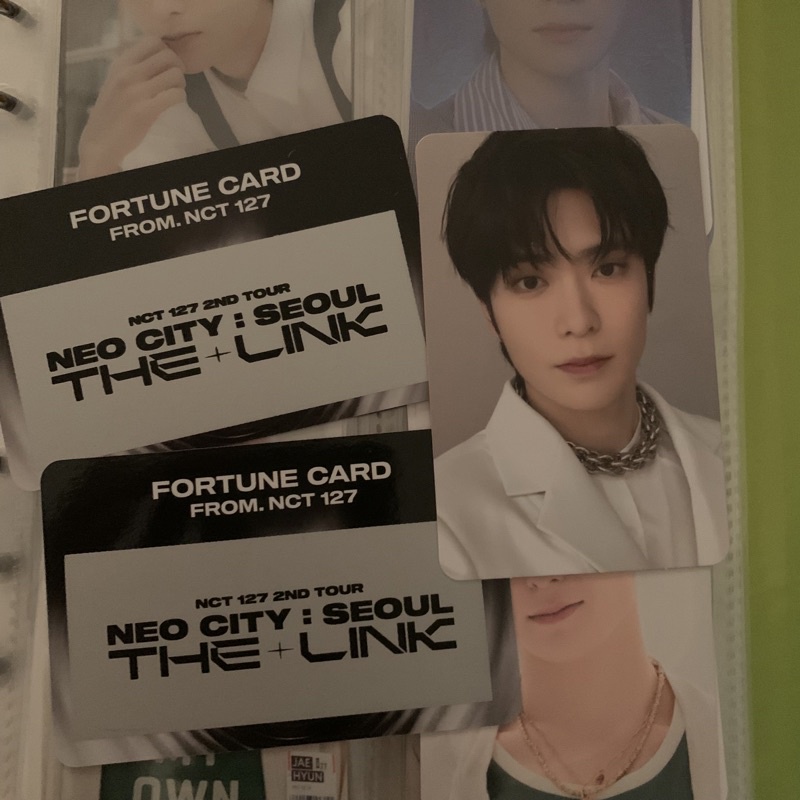 FORTUNE CARD
FROM. NCT 127
NCT 127 2ND TOUR
NEO CITY : SEOUL
THE + LINK
FORTUNE CARD
FROM. NCT 127
NCT 127 2ND TOUR
NEO CITY : SEOUL
THE + LINK
OWN
JAE
HYUN